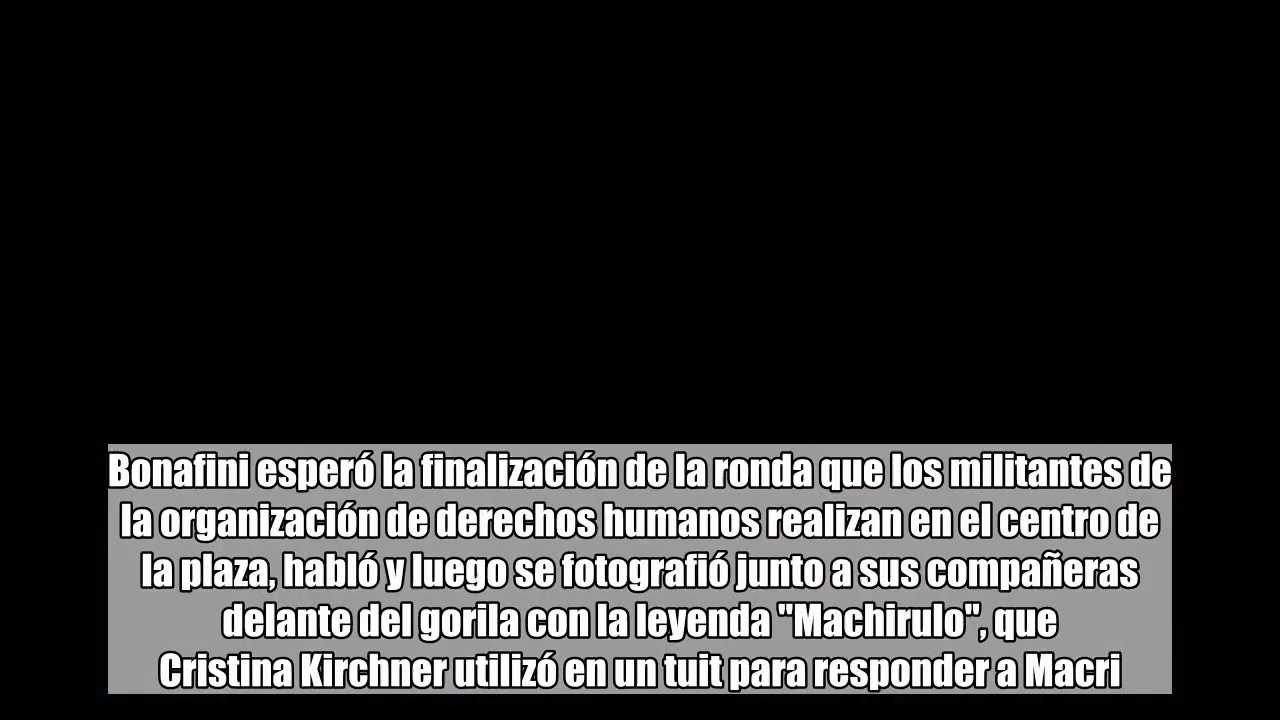 Bonafini esperó la finalización de la ronda que los militantes de
la organización de derechos humanos realizan en el centro de
la plaza, habló y luego se fotografió junto a sus compañeras
delante del gorila con la leyenda "Machirulo", que
Cristina Kirchner utilizó en un tuit para responder a Macri